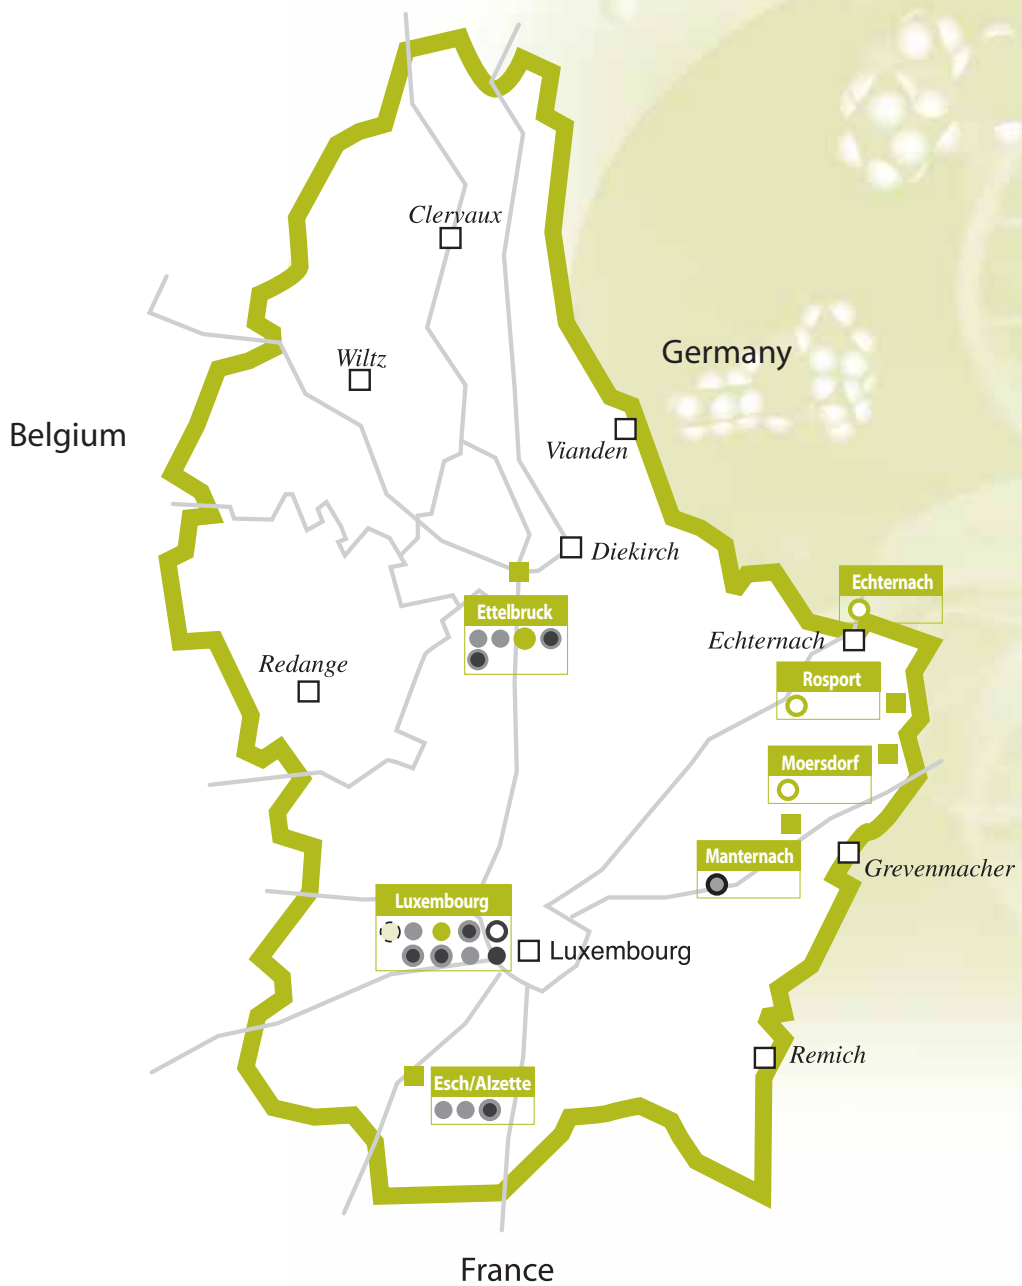 Clervaux
Wiltz
Germany
Belgium
Vianden
Diekirch
Echternach
Ettelbruck
Echternach
Redange
Rosport
Moersdorf
Manternach
Grevenmacher
Luxembourg
Luxembourg
Remich
Esch/Alzette
France